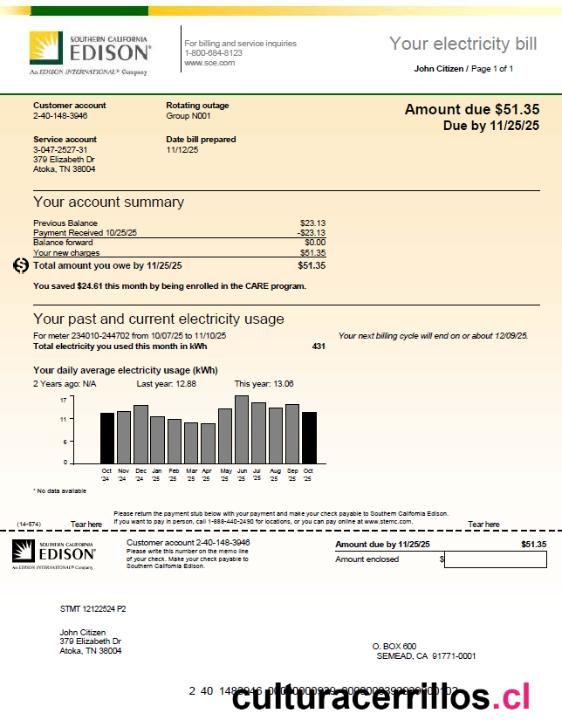 SOUTHERN CALIFORNIA
EDISON
An EDISON INTERNATIONAL® Company
For billing and service inquiries
1-800-684-8123
www.sce.com
Your electricity bill
John Citizen / Page 1 of 1
Customer account
2-40-148-3946
Rotating outage
Group N001
Amount due $51.35
Due by 11/25/25
Service account
3-047-2527-31
379 Elizabeth Dr
Atoka, TN 38004
Date bill prepared
11/12/25
Your account summary
Previous Balance $23.13
Payment Received 10/25/25 -$23.13
Balance forward $0.00
Your new charges $51.35
Total amount you owe by 11/25/25 $51.35
You saved $24.61 this month by being enrolled in the CARE program.
Your past and current electricity usage
For meter 234010-244702 from 10/07/25 to 11/10/25
Your next billing cycle will end on or about 12/09/25.
Total electricity you used this month in kWh 431
Your daily average electricity usage (kWh)
2 Years ago: N/A Last year: 12.88 This year: 13.06
17
11
6
0
Oct Nov Dec Jan Feb Mar Apr May Jun Jul Aug Sep Oct
'24 '24 '24 '25 '25 '25 '25 '25 '25 '25 '25 '25 '25
* No data available
Please return the payment stub below with your payment and make your check payable to Southern California Edison.
If you want to pay in person, call 1-888-440-2490 for locations, or you can pay online at www.stemc.com.
(14-574) Tear here Tear here
SOUTHERN CALIFORNIA
EDISON
An EDISON INTERNATIONAL® Company
Customer account 2-40-148-3946
Please write this number on the memo line
of your check. Make your check payable to
Southern California Edison.
Amount due by 11/25/25 $51.35
Amount enclosed $
STMT 12122524 P2
John Citizen
379 Elizabeth Dr
Atoka, TN 38004
O. BOX 600
SEMEAD, CA 91771-0001
2 40
culturacerrillos.cl